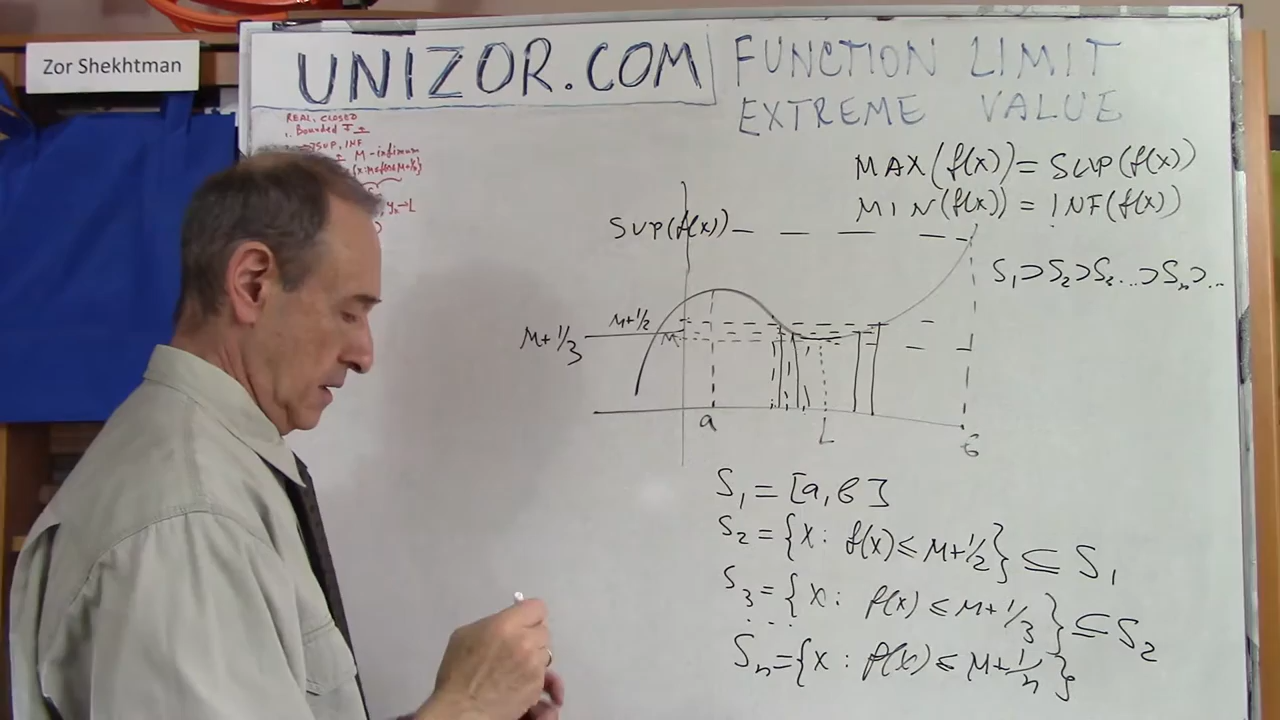 Zor Shekhtman
UNIZOR.COM
FUNCTION LIMIT
EXTREME VALUE
REAL, CLOSED
Bounded
SUP, INF
M - infimum
MAX(f(x)) = SUP(f(x))
MIN(f(x)) = INF(f(x))
SUP(f(x))
S₁⊃S₂⊃S₃...⊃Sₙ⊃...
M+1/2
M+1/3
M
a
L
b
S₁ = [a, b]
S₂ = {x: f(x) ≤ M+1/2} ⊆ S₁
S₃ = {x: f(x) ≤ M+1/3} ⊆ S₂
...
Sₙ = {x: f(x) ≤ M+1/n}